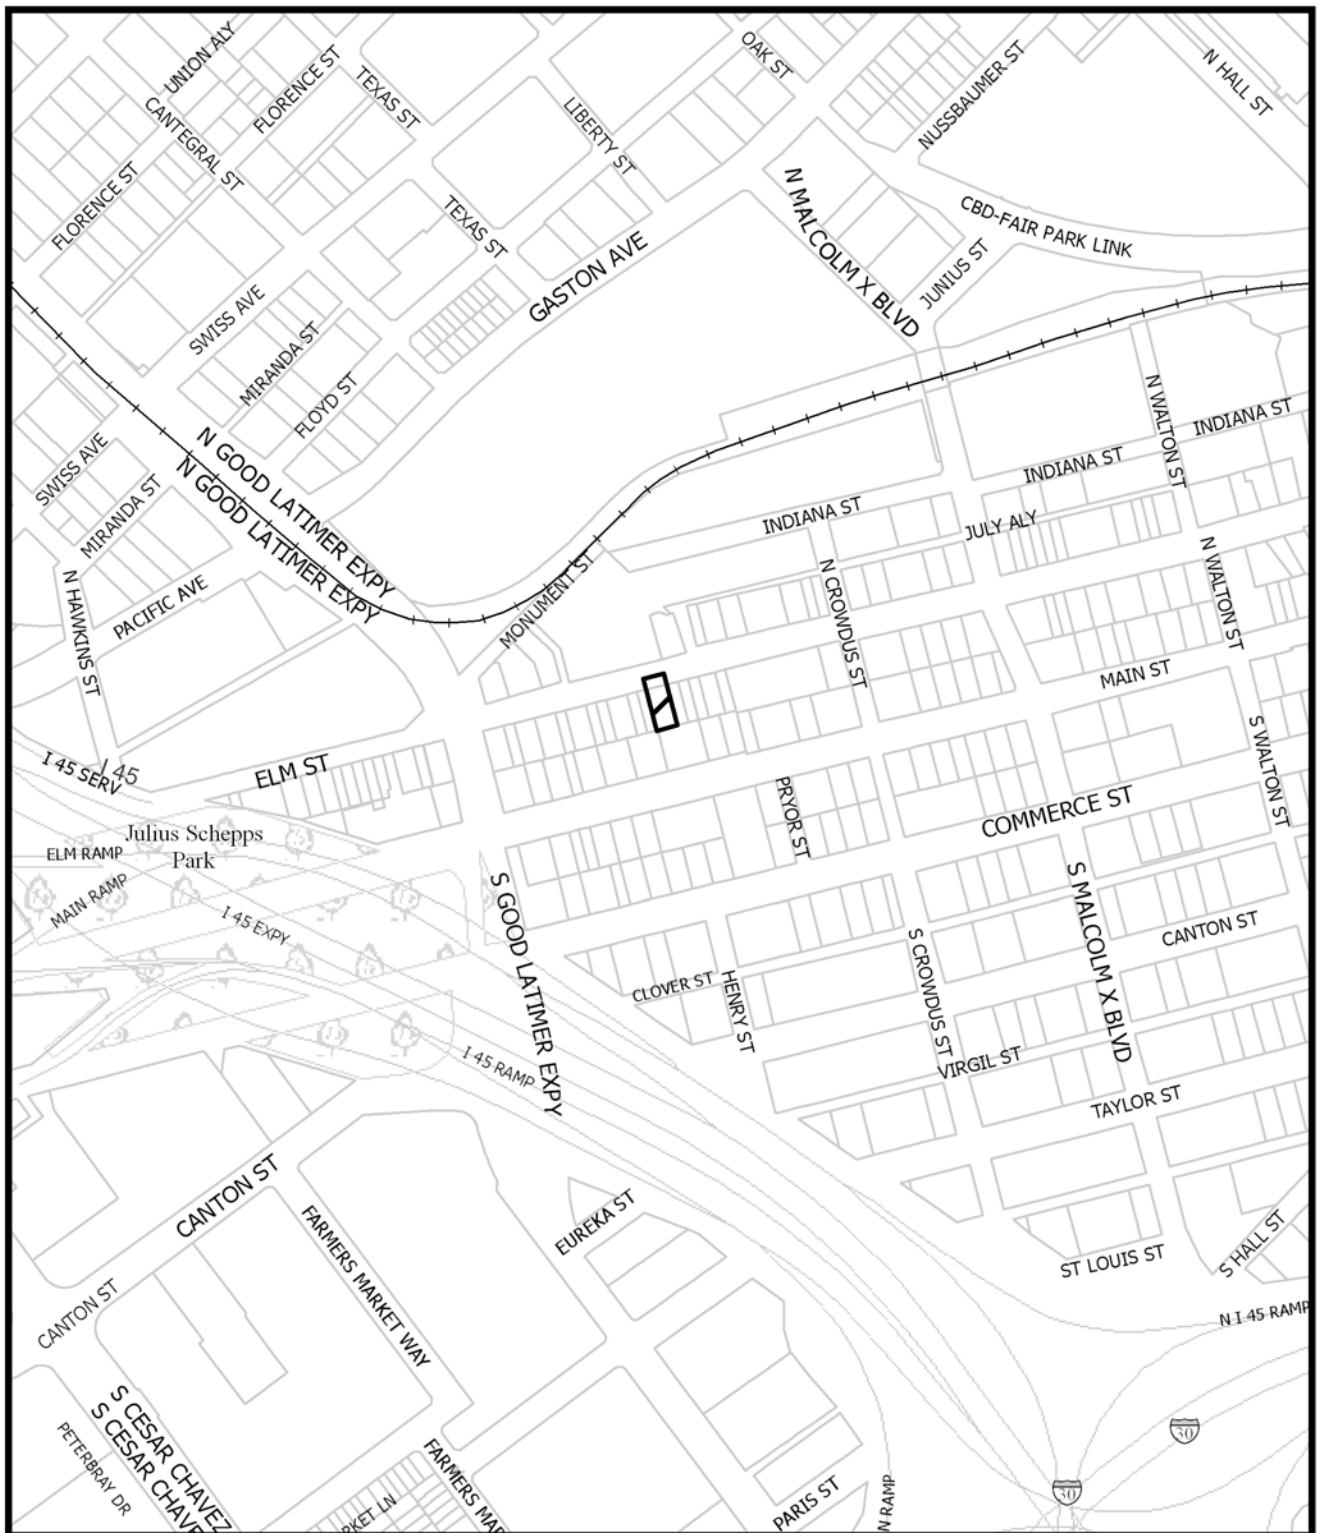 UNION ALY
FLORENCE ST
TEXAS ST
OAK ST
NUSSBAUMER ST
N HALL ST
CANTEGRAL ST
LIBERTY ST
FLORENCE ST
TEXAS ST
N MALCOLM X BLVD
CBD-FAIR PARK LINK
GASTON AVE
JUNIUS ST
SWISS AVE
MIRANDA ST
FLOYD ST
N WALTON ST
INDIANA ST
SWISS AVE
N GOOD LATIMER EXPY
N GOOD LATIMER EXPY
INDIANA ST
MIRANDA ST
INDIANA ST
JULY ALY
N HAWKINS ST
PACIFIC AVE
MONUMENT ST
N CROWDUS ST
N WALTON ST
MAIN ST
I 45 SERV
I 45
ELM ST
S WALTON ST
PRYOR ST
COMMERCE ST
Julius Schepps
Park
ELM RAMP
MAIN RAMP
I 45 EXPY
S GOOD LATIMER EXPY
S MALCOLM X BLVD
CANTON ST
S CROWDUS ST
CLOVER ST
HENRY ST
I 45 RAMP
VIRGIL ST
TAYLOR ST
CANTON ST
EUREKA ST
FARMERS MARKET WAY
ST LOUIS ST
S HALL ST
CANTON ST
N I 45 RAMP
S CESAR CHAVEZ
S CESAR CHAVE
PETERBRAY DR
30
30
FARMERS MAR
RKET LN
PARIS ST
N RAMP